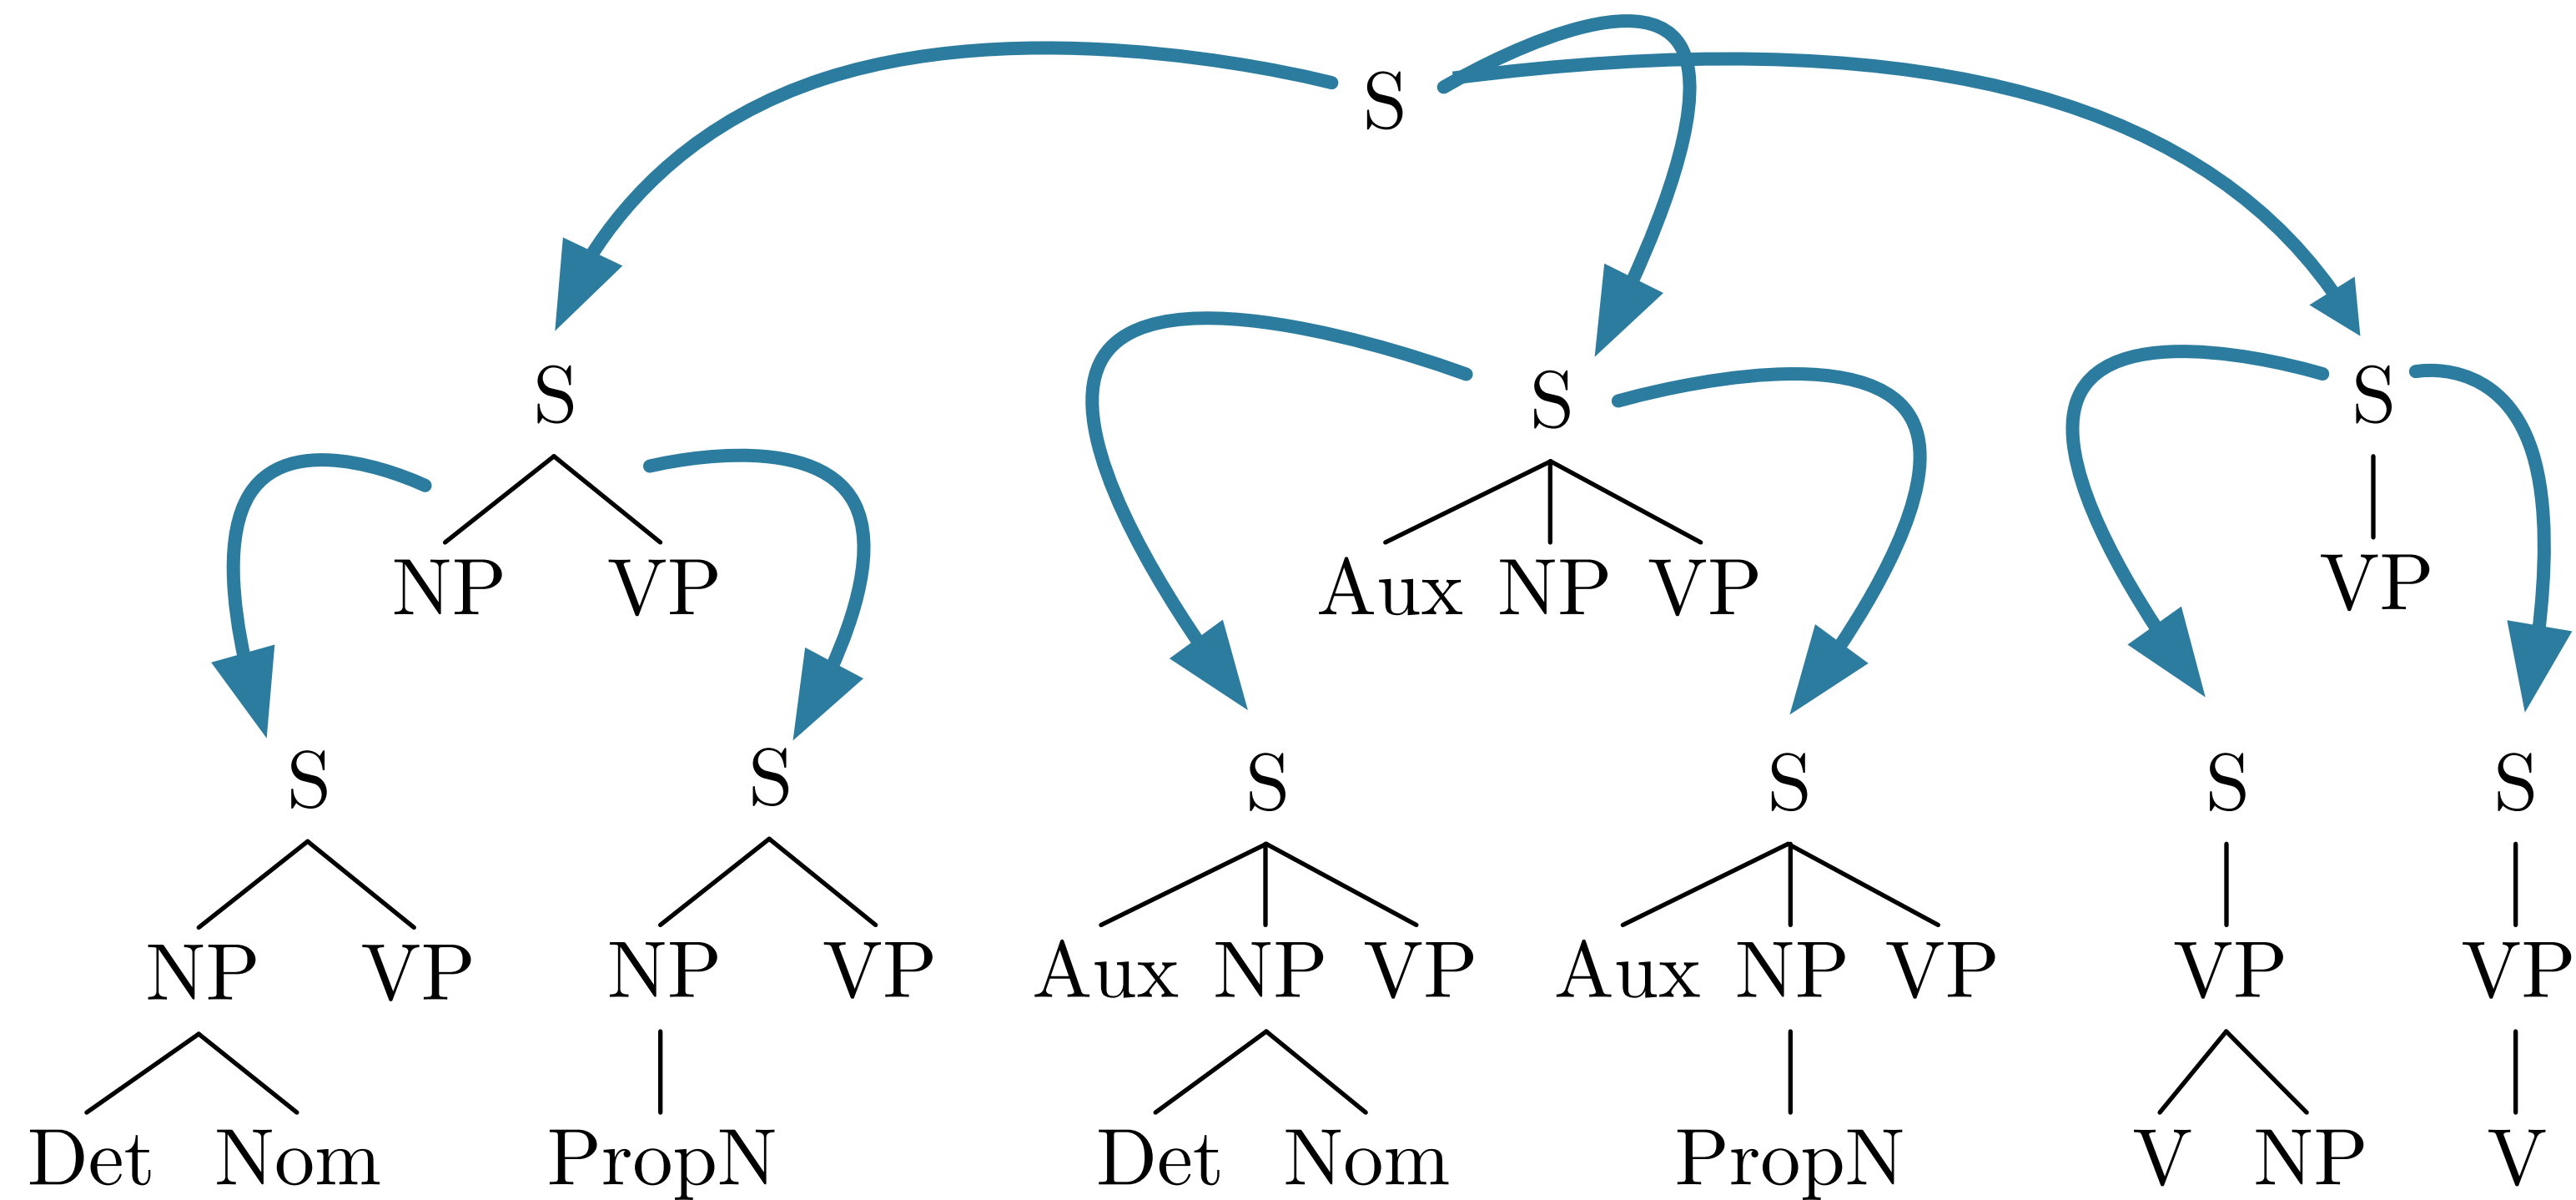 S
S S S
NP VP Aux NP VP VP
S S S S S S
NP VP NP VP Aux NP VP Aux NP VP VP VP
Det Nom PropN Det Nom PropN V NP V